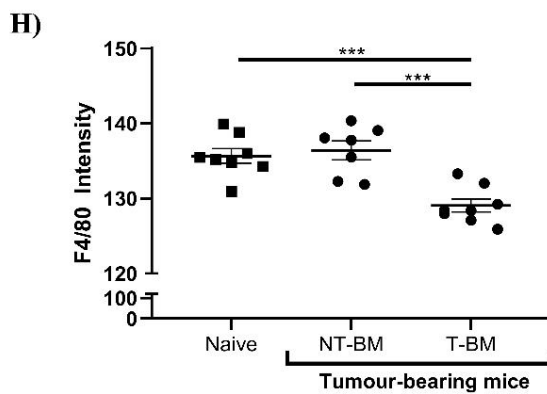 H)
150
***
***
140
F4/80 Intensity
130
120
100
0
Naive NT-BM T-BM
Tumour-bearing mice